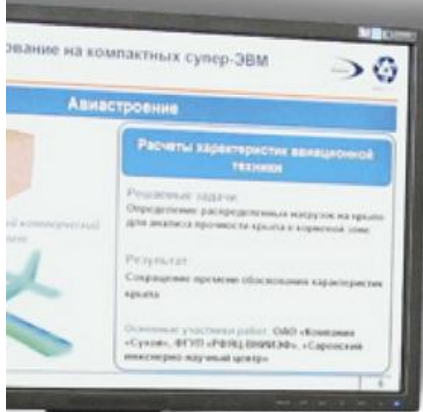 ование на компактных супер-ЭВМ
Авиастроение
Расчеты характеристик авиационной
техники
Решаемые задачи
Определение распределенных нагрузок на крыло
для анализа прочности крыла в корневой зоне
Результат
Сокращение времени обоснования характеристик
крыла
Основные участники работ: ОАО «Компания
«Сухой», ФГУП «РФЯЦ-ВНИИЭФ», «Саровский
инженерно-научный центр»
коммерческий
6